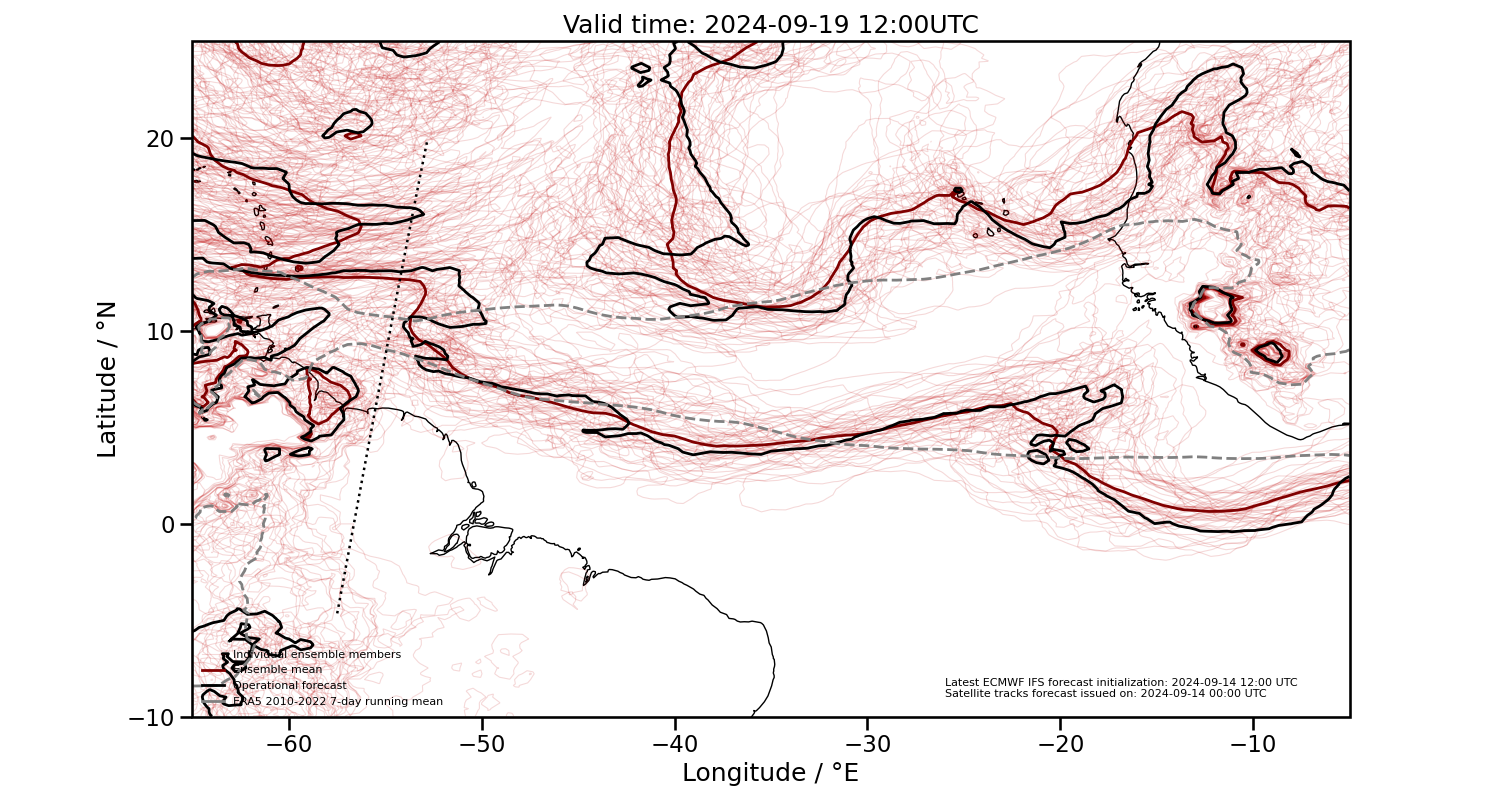 Valid time: 2024-09-19 12:00UTC
20
10
0
−10
Latitude / °N
Individual ensemble members
Ensemble mean
Operational forecast
ERA5 2010-2022 7-day running mean
Latest ECMWF IFS forecast initialization: 2024-09-14 12:00 UTC
Satellite tracks forecast issued on: 2024-09-14 00:00 UTC
−60
−50
−40
−30
−20
−10
Longitude / °E